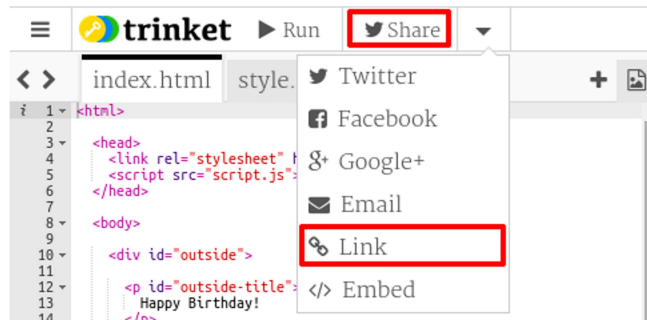 trinket Run Share
index.html style.
Twitter
Facebook
Google+
Email
Link
Embed
i 1 <html>
2
3 <head>
4 <link rel="stylesheet"
5 <script src="script.js">
6 </head>
7
8 <body>
9
10 <div id="outside">
11
12 <p id="outside-title">
13 Happy Birthday!
14 </p>